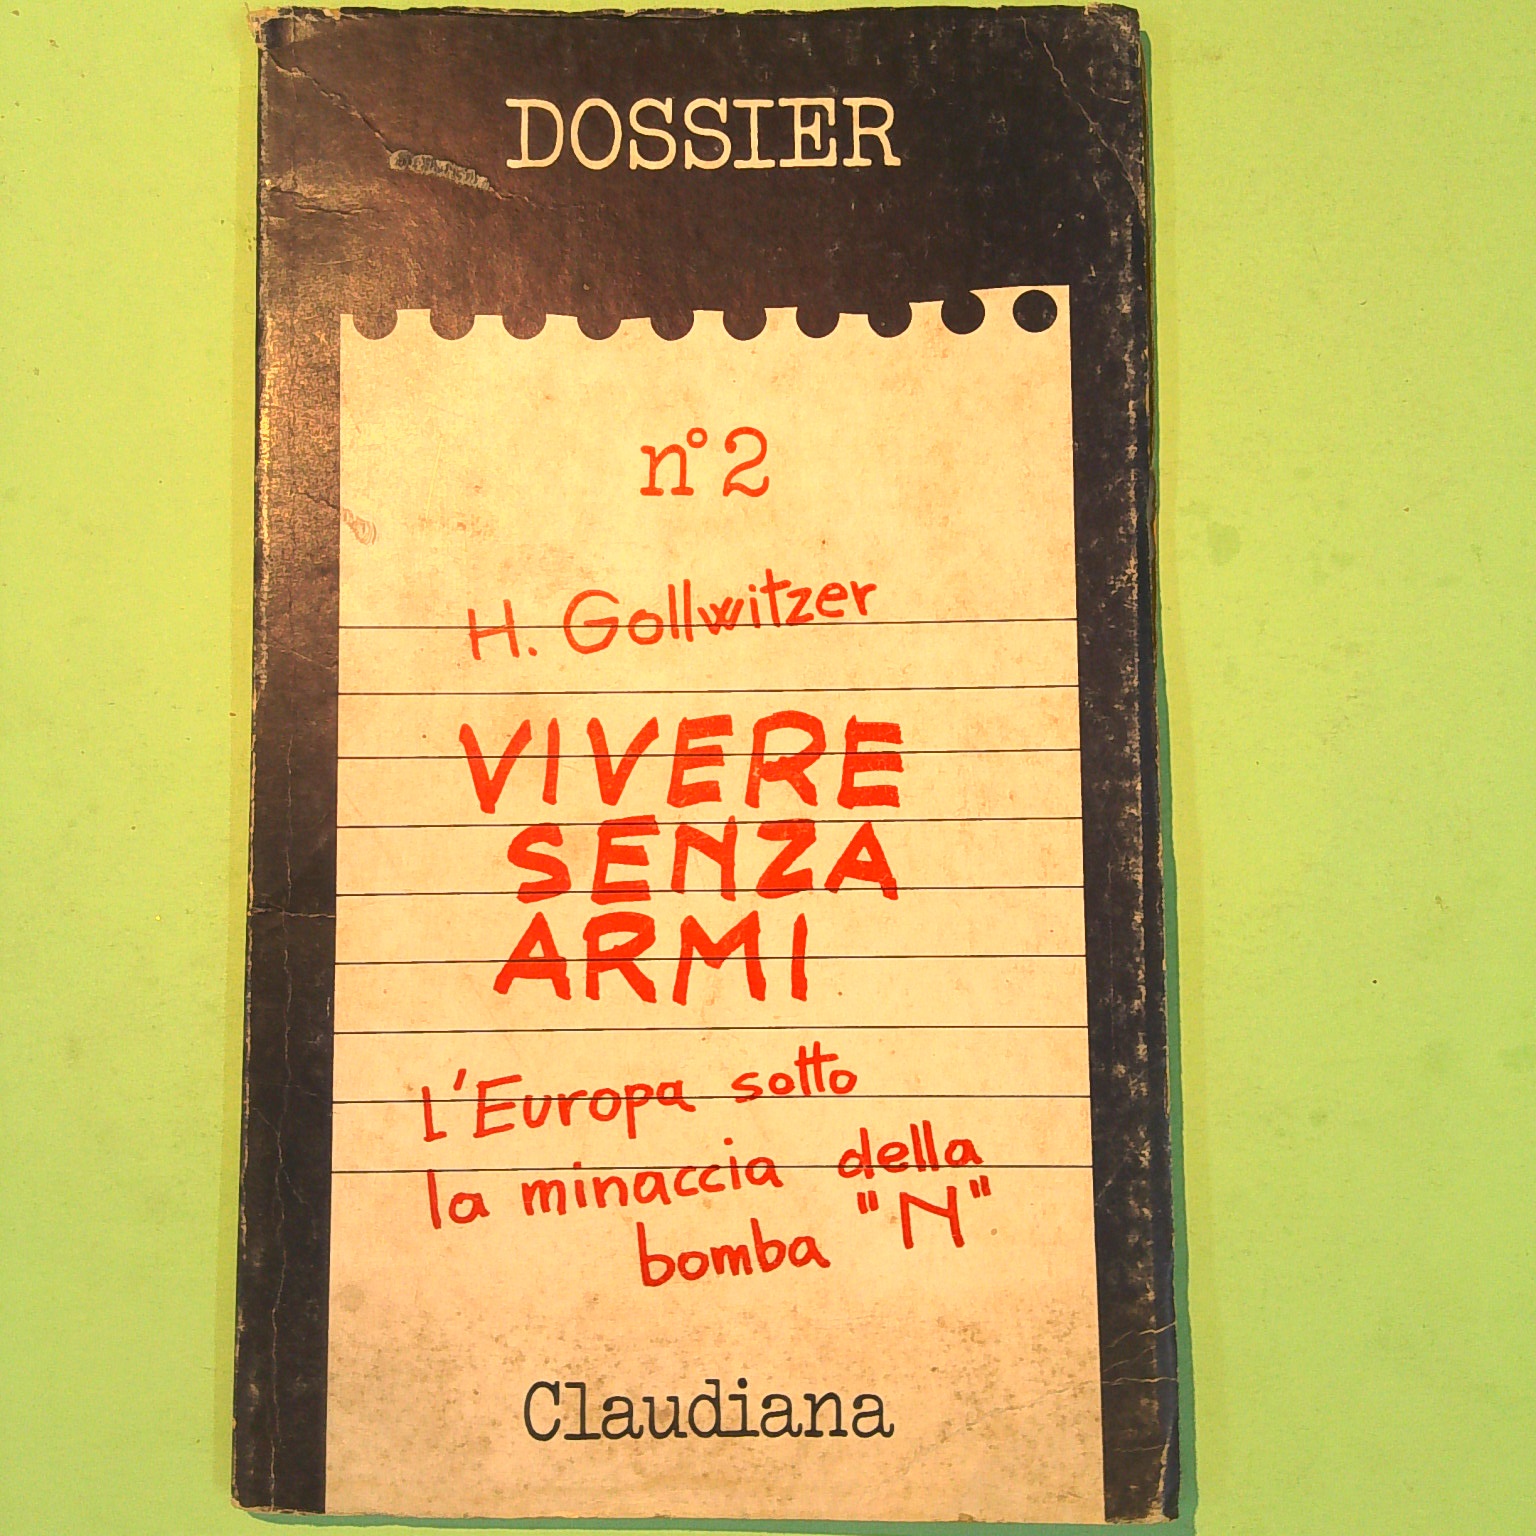 DOSSIER
n° 2
H. Gollwitzer
VIVERE
SENZA
ARMI
l'Europa sotto
la minaccia della
bomba "N"
Claudiana